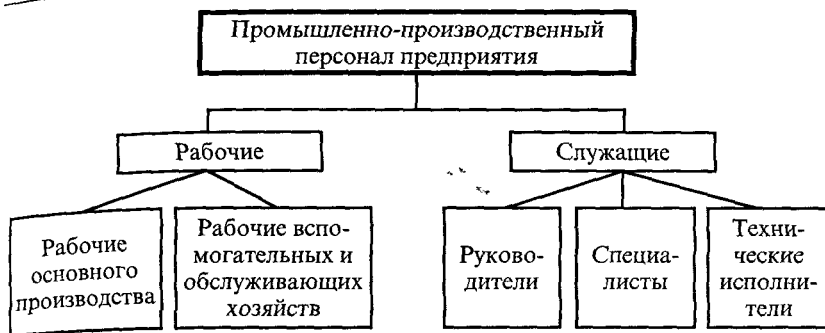 Промышленно-производственный
персонал предприятия
Рабочие
Служащие
Рабочие
основного
производства
Рабочие вспо-
могательных и
обслуживающих
хозяйств
Руково-
дители
Специа-
листы
Техни-
ческие
исполни-
тели